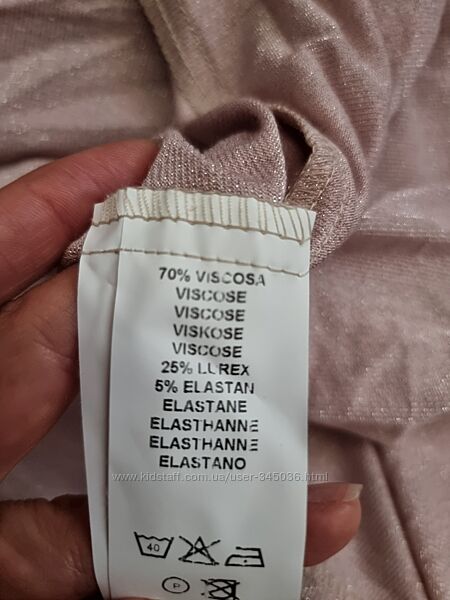 70% VISCOSA
VISCOSE
VISCOSE
VISKOSE
VISCOSE
25% LUREX
5% ELASTAN
ELASTANE
ELASTHANNE
ELASTHANNE
ELASTANO
www.kidstaff.com.ua/user-345036.html
40
P